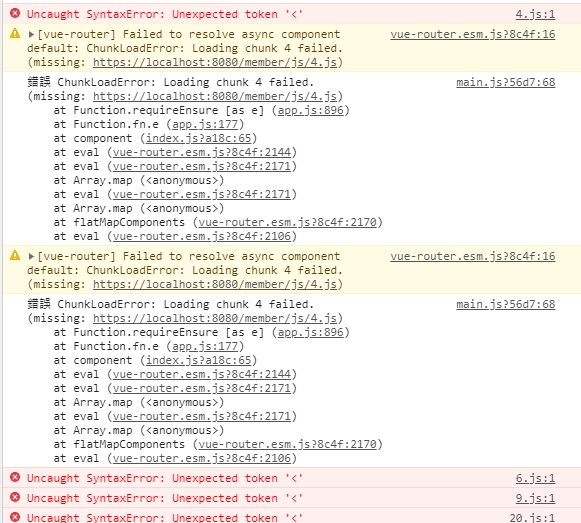 Uncaught SyntaxError: Unexpected token '<' 4.js:1
[vue-router] Failed to resolve async component vue-router.esm.js?8c4f:16
default: ChunkLoadError: Loading chunk 4 failed.
(missing: https://localhost:8080/member/js/4.js)
錯誤 ChunkLoadError: Loading chunk 4 failed. main.js?56d7:68
(missing: https://localhost:8080/member/js/4.js)
at Function.requireEnsure [as e] (app.js:896)
at Function.fn.e (app.js:177)
at component (index.js?a18c:65)
at eval (vue-router.esm.js?8c4f:2144)
at eval (vue-router.esm.js?8c4f:2171)
at Array.map (<anonymous>)
at eval (vue-router.esm.js?8c4f:2171)
at Array.map (<anonymous>)
at flatMapComponents (vue-router.esm.js?8c4f:2170)
at eval (vue-router.esm.js?8c4f:2106)
[vue-router] Failed to resolve async component vue-router.esm.js?8c4f:16
default: ChunkLoadError: Loading chunk 4 failed.
(missing: https://localhost:8080/member/js/4.js)
錯誤 ChunkLoadError: Loading chunk 4 failed. main.js?56d7:68
(missing: https://localhost:8080/member/js/4.js)
at Function.requireEnsure [as e] (app.js:896)
at Function.fn.e (app.js:177)
at component (index.js?a18c:65)
at eval (vue-router.esm.js?8c4f:2144)
at eval (vue-router.esm.js?8c4f:2171)
at Array.map (<anonymous>)
at eval (vue-router.esm.js?8c4f:2171)
at Array.map (<anonymous>)
at flatMapComponents (vue-router.esm.js?8c4f:2170)
at eval (vue-router.esm.js?8c4f:2106)
Uncaught SyntaxError: Unexpected token '<' 6.js:1
Uncaught SyntaxError: Unexpected token '<' 9.js:1
Uncaught SyntaxError: Unexpected token '<' 20.js:1